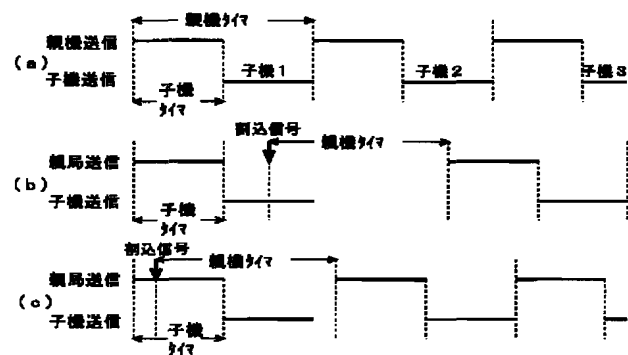 親機タイマ
親機送信
(a)
子機送信
子機1
子機2
子機3
子機
タイマ
割込信号
親機タイマ
親局送信
(b)
子機送信
子機
タイマ
割込信号
親機タイマ
親局送信
(c)
子機送信
子機
タイマ